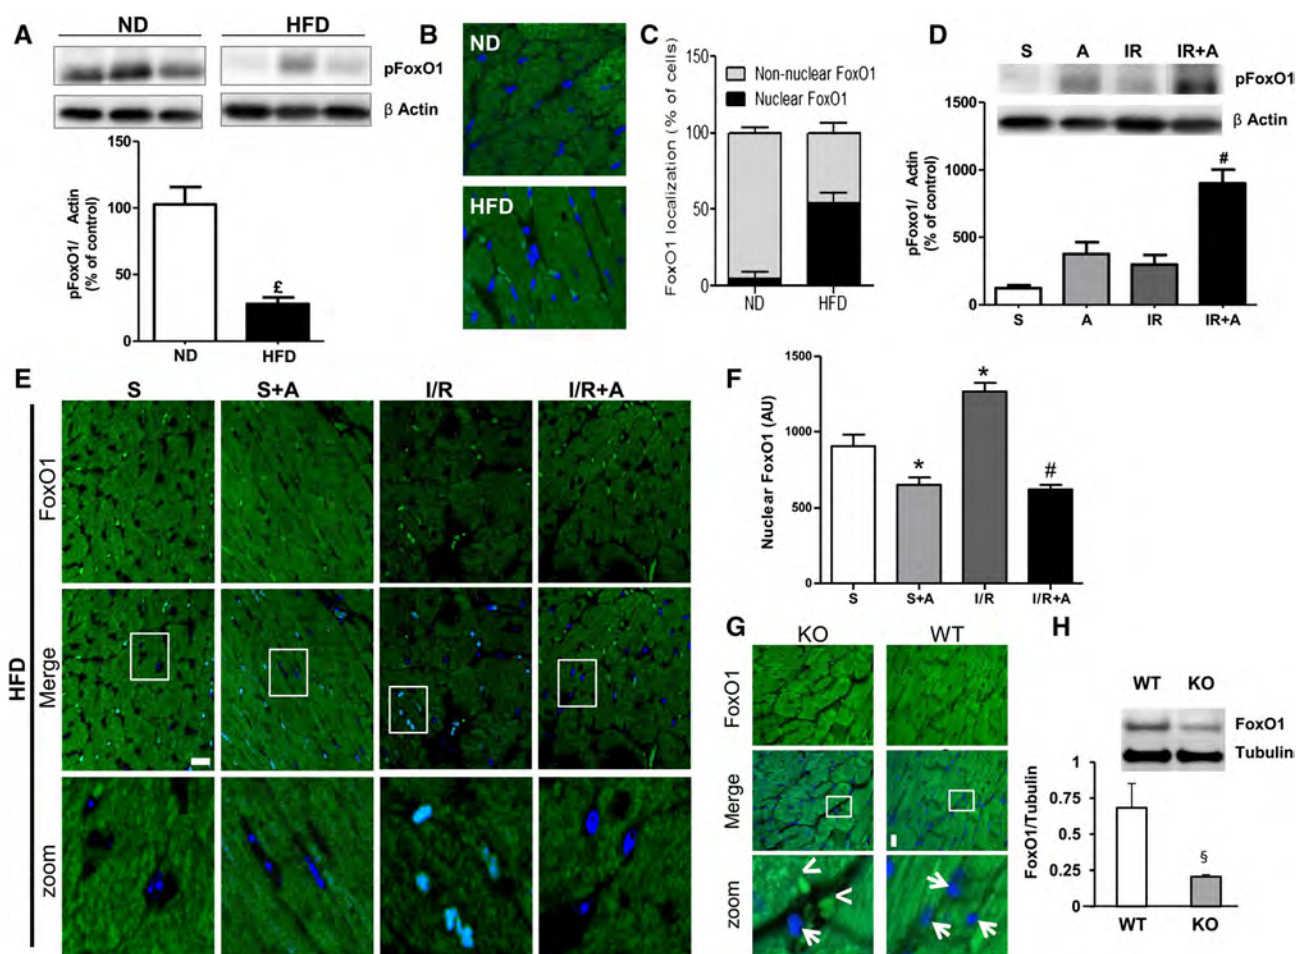 A
ND
HFD
pFoxO1
β Actin
pFoxO1/ Actin
(% of control)
150
100
50
0
ND
HFD
£
B
ND
HFD
C
FoxO1 localization (% of cells)
150
100
50
0
Non-nuclear FoxO1
Nuclear FoxO1
ND
HFD
D
S
A
IR
IR+A
pFoxO1
β Actin
pFoxo1/ Actin
(% of control)
1500
1000
500
0
#
S
A
IR
IR+A
E
S
S+A
I/R
I/R+A
HFD
FoxO1
Merge
zoom
F
Nuclear FoxO1 (AU)
1500
1000
500
0
*
*
#
S
S+A
I/R
I/R+A
G
KO
WT
FoxO1
Merge
zoom
H
WT
KO
FoxO1
Tubulin
FoxO1/Tubulin
1
0.75
0.5
0.25
0
§
WT
KO